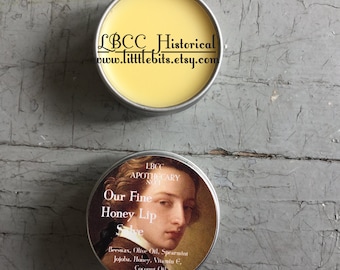 LBCC Historical
www.littlebits.etsy.com
LBCC
APOTHECARY
Our Fine
Honey Lip
Salve
Beeswax, Olive Oil, Spearmint
Jojoba, Honey, Vitamin E,
Coconut Oil